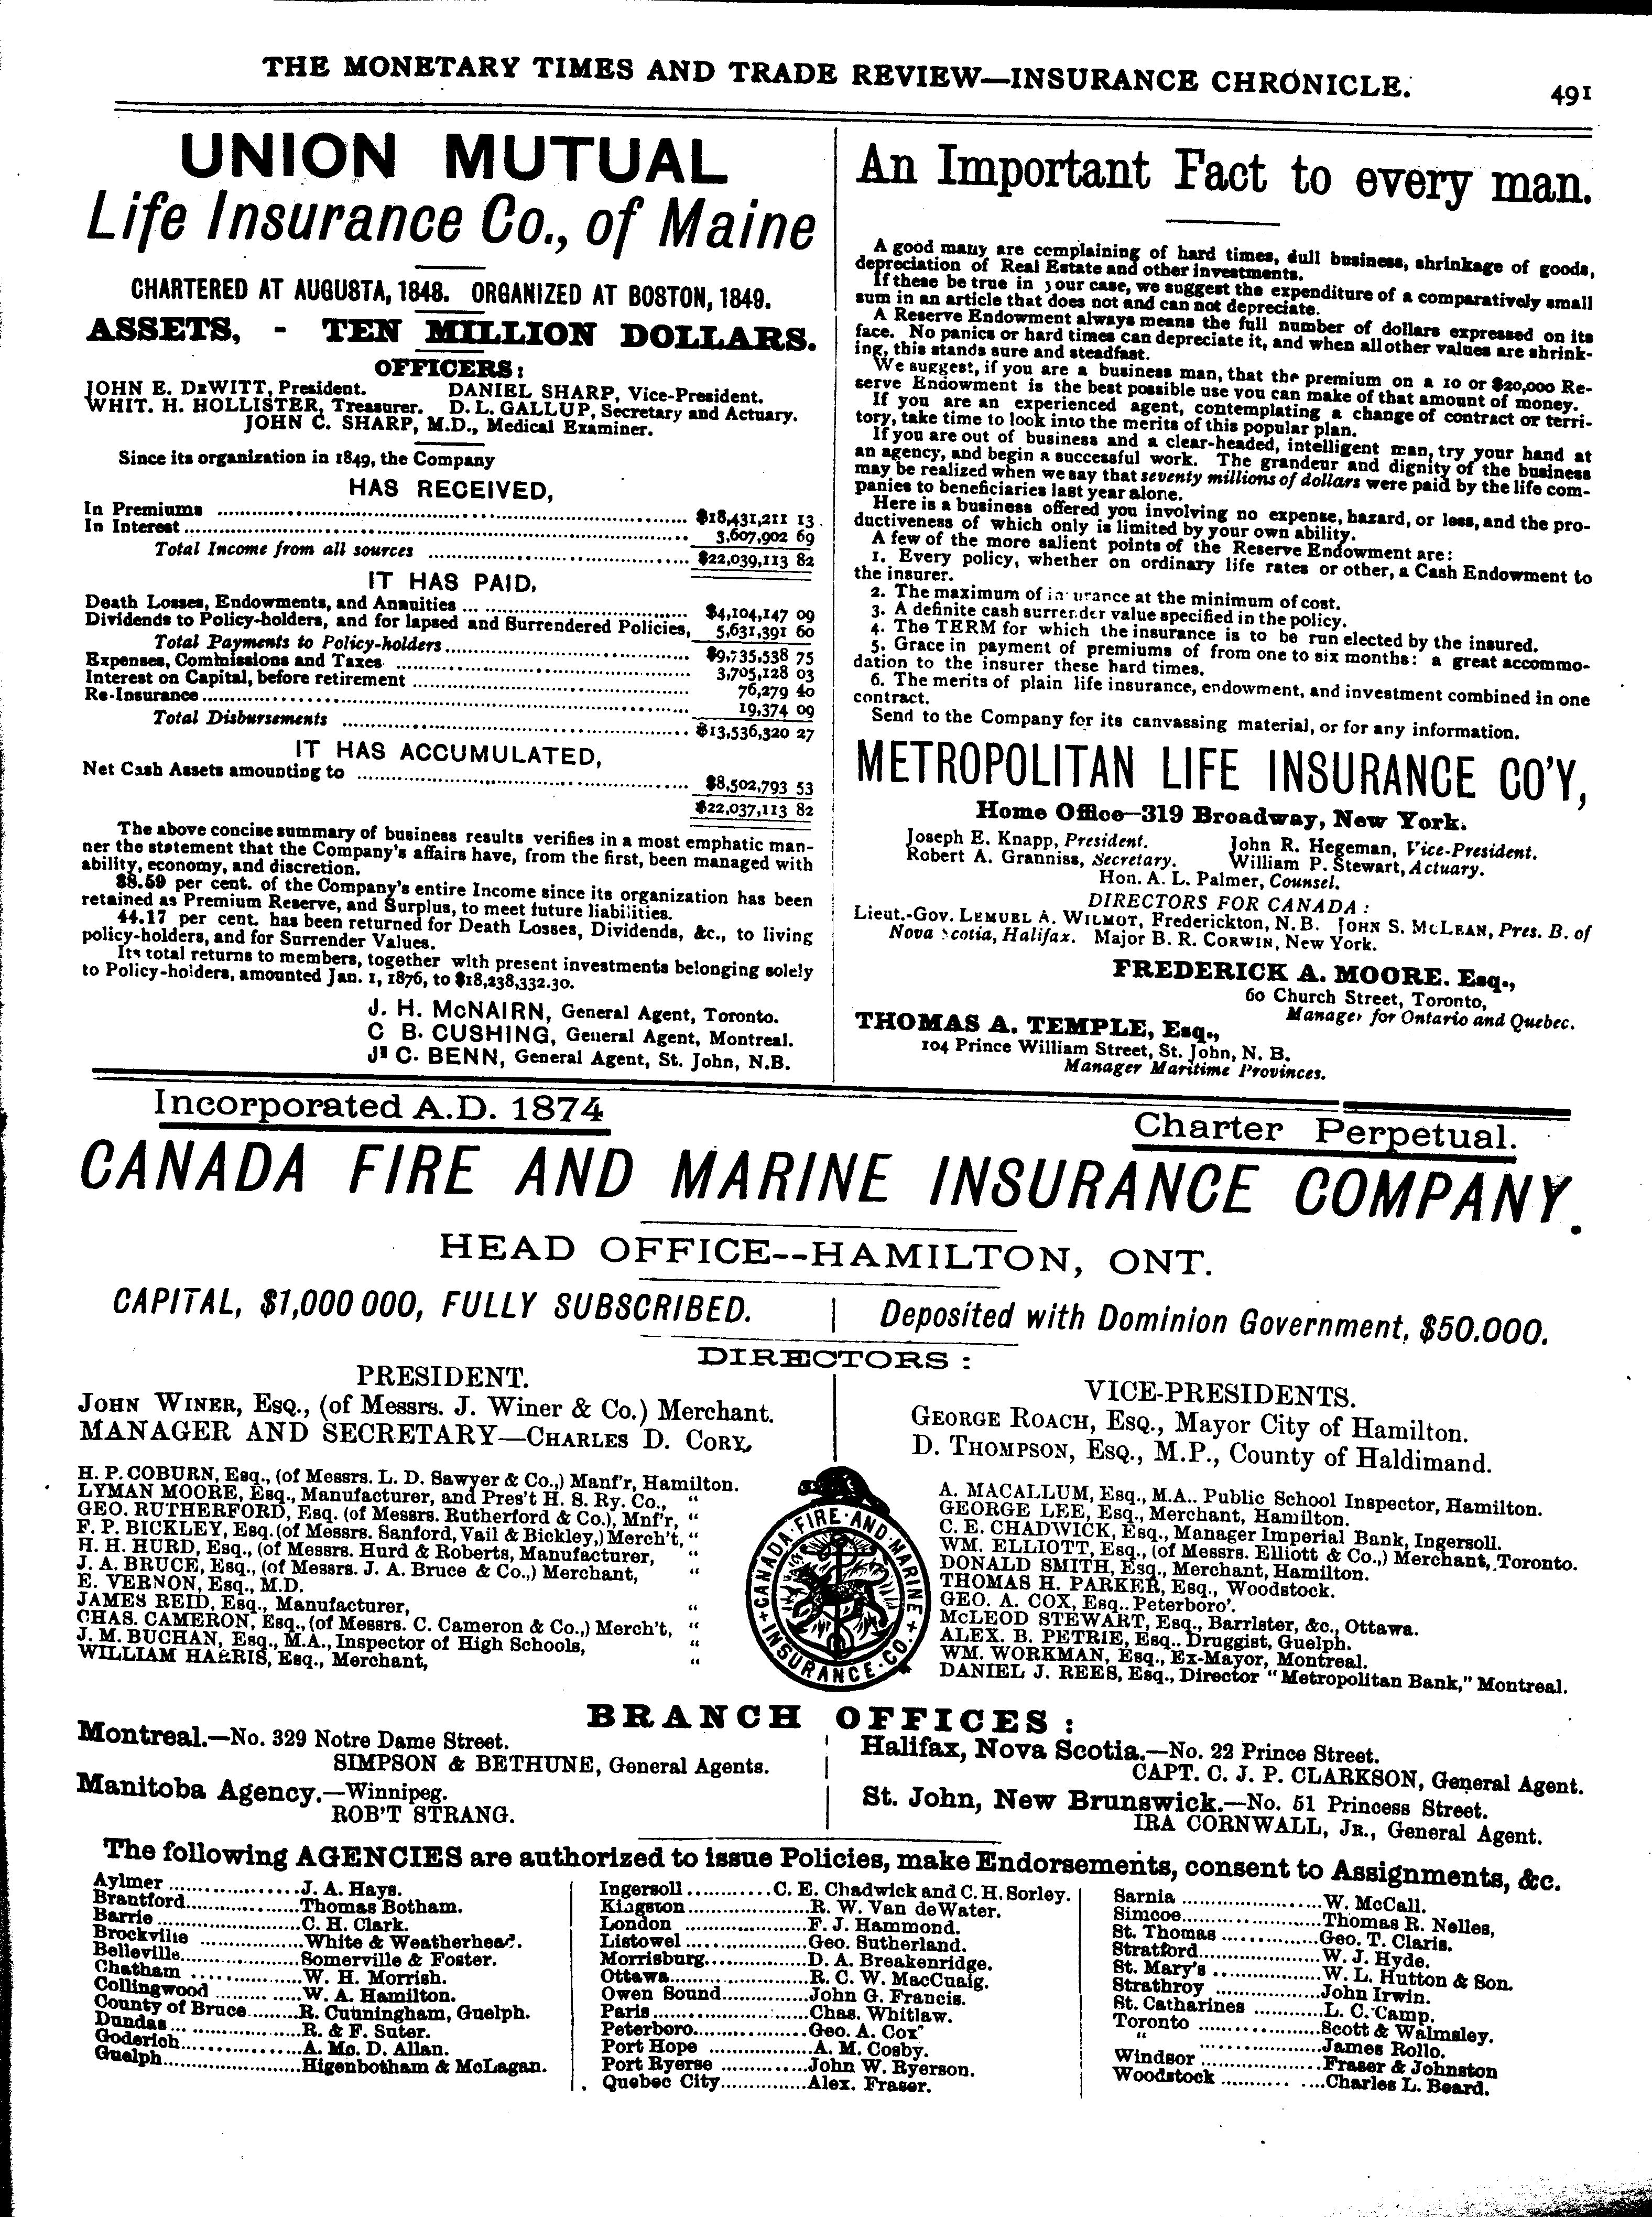 THE MONETARY TIMES AND TRADE REVIEW—INSURANCE CHRONICLE.
491
UNION MUTUAL
Life Insurance Co., of Maine
CHARTERED AT AUGUSTA, 1848. ORGANIZED AT BOSTON, 1849.
ASSETS, - TEN MILLION DOLLARS.
OFFICERS:
JOHN E. DEWITT, President. DANIEL SHARP, Vice-President.
WHIT. H. HOLLISTER, Treasurer. D. L. GALLUP, Secretary and Actuary.
JOHN C. SHARP, M.D., Medical Examiner.
Since its organization in 1849, the Company
HAS RECEIVED,
In Premiums ........ $18,431,211 13
In Interest ........ 3,607,902 69
Total Income from all sources ........ $22,039,113 82
IT HAS PAID,
Death Losses, Endowments, and Annuities ........ $4,104,147 09
Dividends to Policy-holders, and for lapsed and Surrendered Policies, 5,631,391 60
Total Payments to Policy-holders ........ $9,735,538 75
Expenses, Commissions and Taxes ........ 3,705,128 03
Interest on Capital, before retirement ........ 76,279 40
Re-Insurance ........ 19,374 09
Total Disbursements ........ $13,536,320 27
IT HAS ACCUMULATED,
Net Cash Assets amounting to ........ $8,502,793 53
$22,037,113 82
The above concise summary of business results verifies in a most emphatic man-
ner the statement that the Company's affairs have, from the first, been managed with
ability, economy, and discretion.
88.59 per cent. of the Company's entire Income since its organization has been
retained as Premium Reserve, and Surplus, to meet future liabilities.
44.17 per cent. has been returned for Death Losses, Dividends, &c., to living
policy-holders, and for Surrender Values.
Its total returns to members, together with present investments belonging solely
to Policy-holders, amounted Jan. 1, 1876, to $18,238,332.30.
J. H. McNAIRN, General Agent, Toronto.
C B. CUSHING, General Agent, Montreal.
J. C. BENN, General Agent, St. John, N.B.
An Important Fact to every man.
A good many are complaining of hard times, dull business, shrinkage of goods,
depreciation of Real Estate and other investments.
If these be true in your case, we suggest the expenditure of a comparatively small
sum in an article that does not and can not depreciate.
A Reserve Endowment always means the full number of dollars expressed on its
face. No panics or hard times can depreciate it, and when all other values are shrink-
ing, this stands sure and steadfast.
We suggest, if you are a business man, that the premium on a 10 or $20,000 Re-
serve Endowment is the best possible use you can make of that amount of money.
If you are an experienced agent, contemplating a change of contract or terri-
tory, take time to look into the merits of this popular plan.
If you are out of business and a clear-headed, intelligent man, try your hand at
an agency, and begin a successful work. The grandeur and dignity of the business
may be realized when we say that seventy millions of dollars were paid by the life com-
panies to beneficiaries last year alone.
Here is a business offered you involving no expense, hazard, or loss, and the pro-
ductiveness of which only is limited by your own ability.
A few of the more salient points of the Reserve Endowment are:
1. Every policy, whether on ordinary life rates or other, a Cash Endowment to
the insurer.
2. The maximum of insurance at the minimum of cost.
3. A definite cash surrender value specified in the policy.
4. The TERM for which the insurance is to be run elected by the insured.
5. Grace in payment of premiums of from one to six months: a great accommo-
dation to the insurer these hard times.
6. The merits of plain life insurance, endowment, and investment combined in one
contract.
Send to the Company for its canvassing material, or for any information.
METROPOLITAN LIFE INSURANCE CO'Y,
Home Office—319 Broadway, New York.
Joseph E. Knapp, President. John R. Hegeman, Vice-President.
Robert A. Granniss, Secretary. William P. Stewart, Actuary.
Hon. A. L. Palmer, Counsel.
DIRECTORS FOR CANADA:
Lieut.-Gov. LEMUEL A. WILMOT, Frederickton, N. B. JOHN S. McLEAN, Pres. B. of
Nova Scotia, Halifax. Major B. R. CORWIN, New York.
FREDERICK A. MOORE. Esq.,
60 Church Street, Toronto,
Manager for Ontario and Quebec.
THOMAS A. TEMPLE, Esq.,
104 Prince William Street, St. John, N. B.
Manager Maritime Provinces.
Incorporated A.D. 1874
Charter Perpetual.
CANADA FIRE AND MARINE INSURANCE COMPANY.
HEAD OFFICE--HAMILTON, ONT.
CAPITAL, $1,000 000, FULLY SUBSCRIBED. Deposited with Dominion Government, $50.000.
DIRECTORS:
PRESIDENT.
JOHN WINER, ESQ., (of Messrs. J. Winer & Co.) Merchant.
MANAGER AND SECRETARY—CHARLES D. CORY,
VICE-PRESIDENTS.
GEORGE ROACH, ESQ., Mayor City of Hamilton.
D. THOMPSON, ESQ., M.P., County of Haldimand.
H. P. COBURN, Esq., (of Messrs. L. D. Sawyer & Co.,) Manf'r, Hamilton.
LYMAN MOORE, Esq., Manufacturer, and Pres't H. S. Ry. Co., "
GEO. RUTHERFORD, Esq. (of Messrs. Rutherford & Co.), Mnf'r, "
F. P. BICKLEY, Esq. (of Messrs. Sanford, Vail & Bickley,) Merch't, "
H. H. HURD, Esq., (of Messrs. Hurd & Roberts, Manufacturer, "
J. A. BRUCE, Esq., (of Messrs. J. A. Bruce & Co.,) Merchant, "
E. VERNON, Esq., M.D.
JAMES REID, Esq., Manufacturer, "
CHAS. CAMERON, Esq., (of Messrs. C. Cameron & Co.,) Merch't, "
J. M. BUCHAN, Esq., M.A., Inspector of High Schools, "
WILLIAM HARRIS, Esq., Merchant, "
CANADA·FIRE·AND·MARINE+INSURANCE·CO.+
A. MACALLUM, Esq., M.A.. Public School Inspector, Hamilton.
GEORGE LEE, Esq., Merchant, Hamilton.
C. E. CHADWICK, Esq., Manager Imperial Bank, Ingersoll.
WM. ELLIOTT, Esq., (of Messrs. Elliott & Co.,) Merchant, Toronto.
DONALD SMITH, Esq., Merchant, Hamilton.
THOMAS H. PARKER, Esq., Woodstock.
GEO. A. COX, Esq.. Peterboro'.
McLEOD STEWART, Esq., Barrister, &c., Ottawa.
ALEX. B. PETRIE, Esq.. Druggist, Guelph.
WM. WORKMAN, Esq., Ex-Mayor, Montreal.
DANIEL J. REES, Esq., Director "Metropolitan Bank," Montreal.
BRANCH OFFICES:
Montreal.—No. 329 Notre Dame Street.
SIMPSON & BETHUNE, General Agents.
Manitoba Agency.—Winnipeg.
ROB'T STRANG.
Halifax, Nova Scotia.—No. 22 Prince Street.
CAPT. C. J. P. CLARKSON, General Agent.
St. John, New Brunswick.—No. 51 Princess Street.
IRA CORNWALL, JR., General Agent.
The following AGENCIES are authorized to issue Policies, make Endorsements, consent to Assignments, &c.
Aylmer ........ J. A. Hays.
Brantford ........ Thomas Botham.
Barrie ........ C. H. Clark.
Brockville ........ White & Weatherhead.
Belleville ........ Somerville & Foster.
Chatham ........ W. H. Morrish.
Collingwood ........ W. A. Hamilton.
County of Bruce ........ R. Cunningham, Guelph.
Dundas ........ R. & F. Suter.
Goderich ........ A. Mc. D. Allan.
Guelph ........ Higenbotham & McLagan.
Ingersoll ........ C. E. Chadwick and C. H. Sorley.
Kingston ........ R. W. Van deWater.
London ........ F. J. Hammond.
Listowel ........ Geo. Sutherland.
Morrisburg ........ D. A. Breakenridge.
Ottawa ........ R. C. W. MacCuaig.
Owen Sound ........ John G. Francis.
Paris ........ Chas. Whitlaw.
Peterboro ........ Geo. A. Cox
Port Hope ........ A. M. Cosby.
Port Ryerse ........ John W. Ryerson.
Quebec City ........ Alex. Fraser.
Sarnia ........ W. McCall.
Simcoe ........ Thomas R. Nelles,
St. Thomas ........ Geo. T. Claris.
Stratford ........ W. J. Hyde.
St. Mary's ........ W. L. Hutton & Son.
Strathroy ........ John Irwin.
St. Catharines ........ L. C. Camp.
Toronto ........ Scott & Walmsley.
" ........ James Rollo.
Windsor ........ Fraser & Johnston
Woodstock ........ Charles L. Beard.